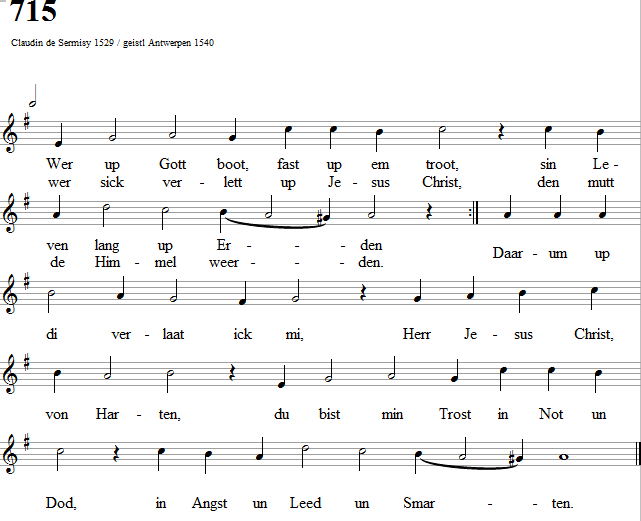 715
Claudin de Sermisy 1529 / geistl Antwerpen 1540
Wer up Gott boot, fast up em troot, sin Le -
wer sick ver - lett up Je - sus Christ, den mutt
ven lang up Er - - - den
de Him - mel weer - - - den.
Daar - um up
di ver - laat ick mi, Herr Je - sus Christ,
von Har - ten, du bist min Trost in Not un
Dod, in Angst un Leed un Smar - - ten.